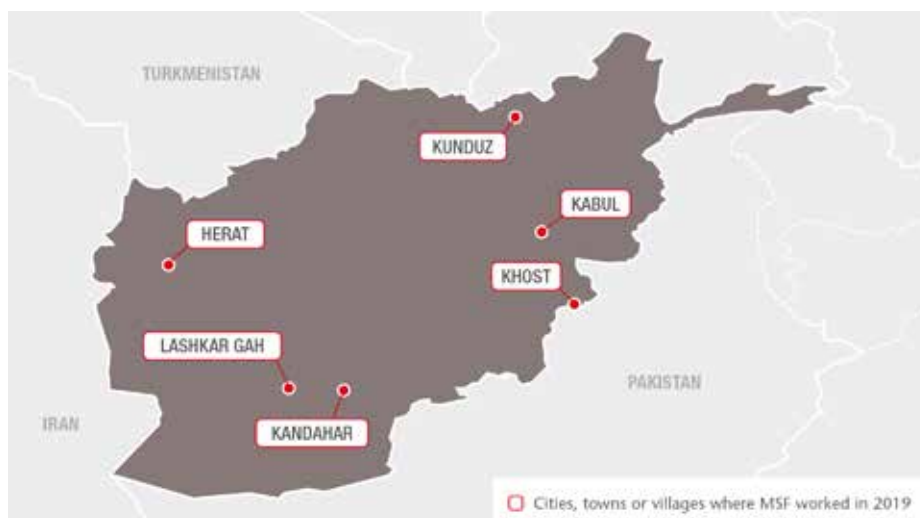 TURKMENISTAN
KUNDUZ
KABUL
HERAT
KHOST
LASHKAR GAH
PAKISTAN
IRAN
KANDAHAR
Cities, towns or villages where MSF worked in 2019